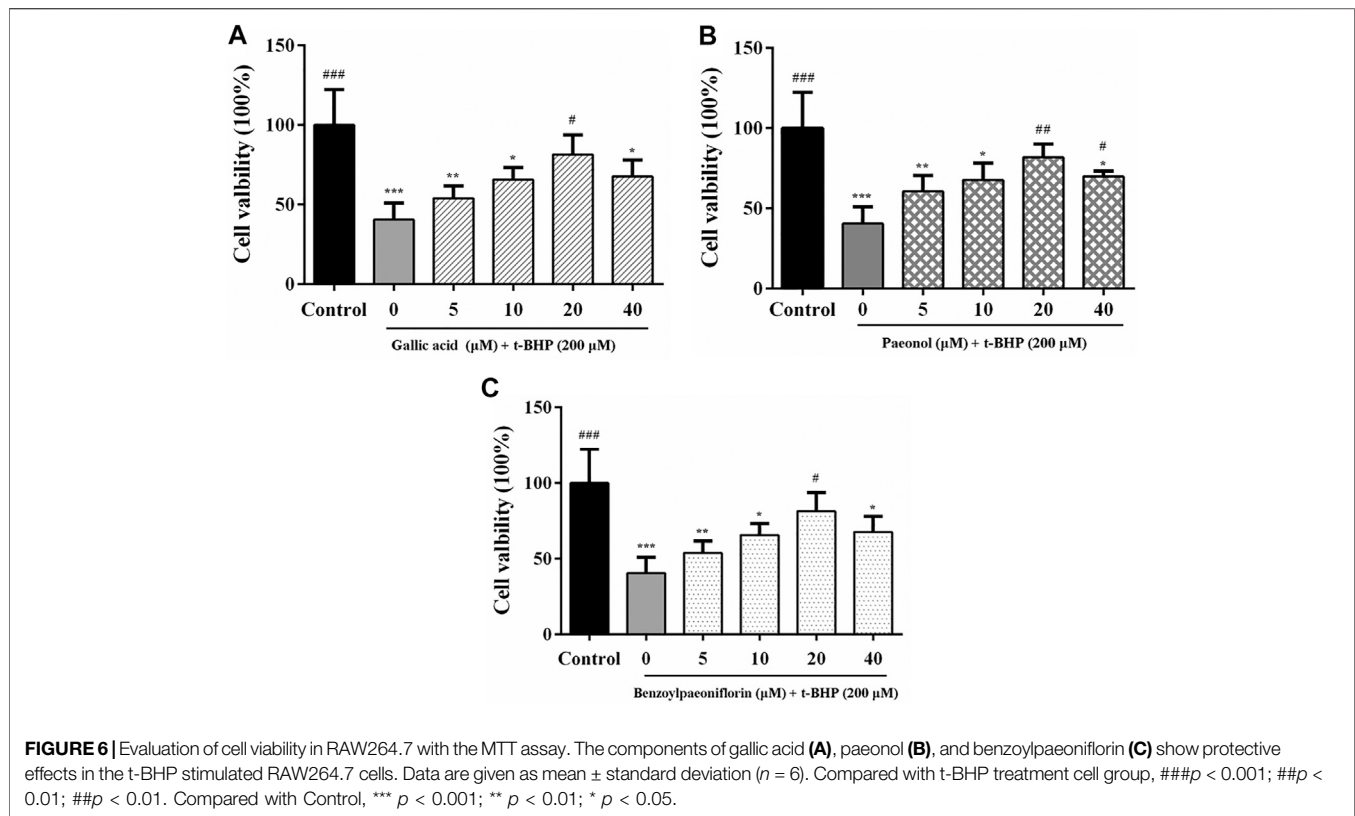 A
Cell valbility (100%)
150
100
50
0
###
***
**
*
#
*
Control 0 5 10 20 40
Gallic acid (µM) + t-BHP (200 µM)
B
Cell valbility (100%)
150
100
50
0
###
***
**
*
##
#
*
Control 0 5 10 20 40
Paeonol (µM) + t-BHP (200 µM)
C
Cell valbility (100%)
150
100
50
0
###
***
**
*
#
*
Control 0 5 10 20 40
Benzoylpaeoniflorin (µM) + t-BHP (200 µM)
FIGURE 6 | Evaluation of cell viability in RAW264.7 with the MTT assay. The components of gallic acid (A), paeonol (B), and benzoylpaeoniflorin (C) show protective
effects in the t-BHP stimulated RAW264.7 cells. Data are given as mean ± standard deviation (n = 6). Compared with t-BHP treatment cell group, ###p < 0.001; ##p <
0.01; ##p < 0.01. Compared with Control, *** p < 0.001; ** p < 0.01; * p < 0.05.